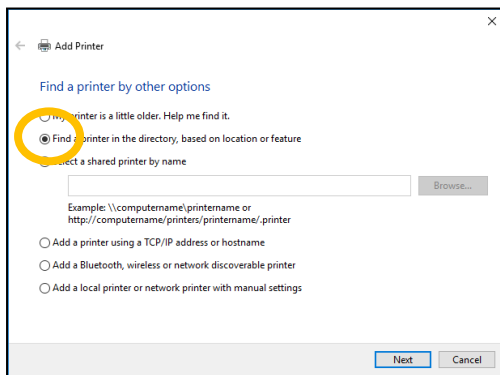 Add Printer
Find a printer by other options
My printer is a little older. Help me find it.
Find a printer in the directory, based on location or feature
Select a shared printer by name
Browse...
Example: \\computername\printername or
http://computername/printers/printername/.printer
Add a printer using a TCP/IP address or hostname
Add a Bluetooth, wireless or network discoverable printer
Add a local printer or network printer with manual settings
Next
Cancel